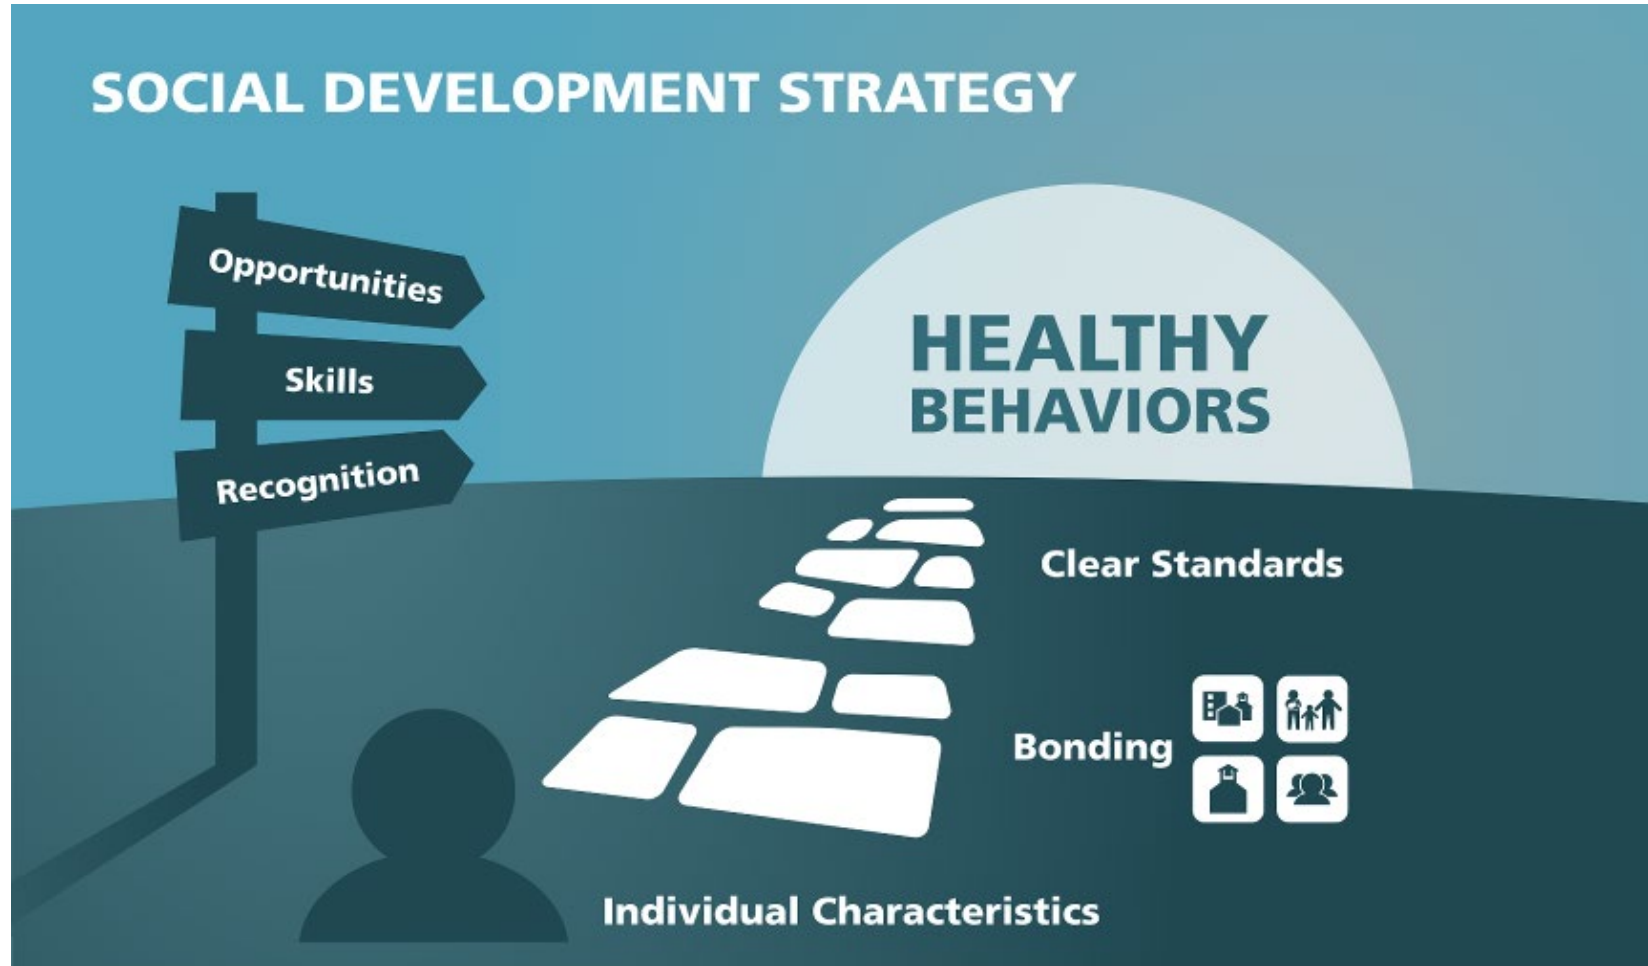 SOCIAL DEVELOPMENT STRATEGY
Opportunities
Skills
Recognition
HEALTHY
BEHAVIORS
Clear Standards
Bonding
Individual Characteristics